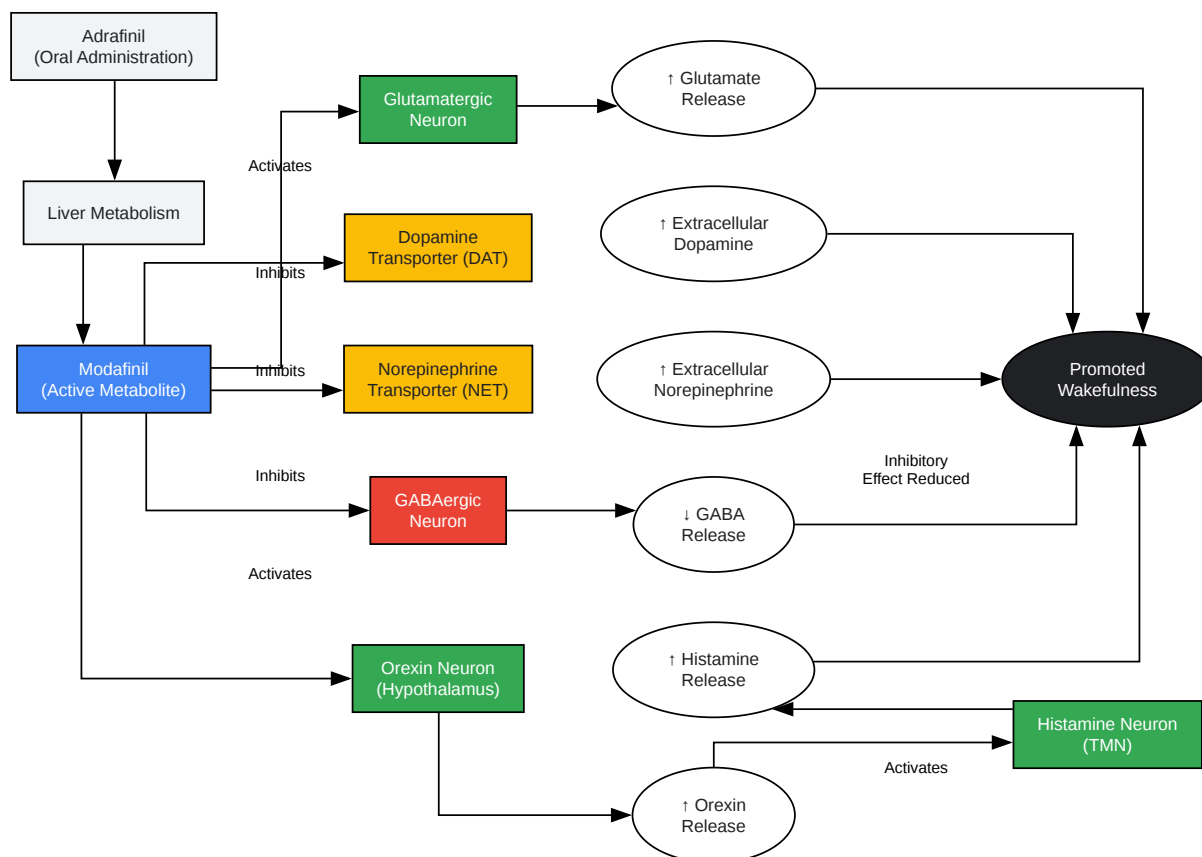 Adrafinil
(Oral Administration)
↑ Glutamate
Release
Glutamatergic
Neuron
Activates
Liver Metabolism
↑ Extracellular
Dopamine
Dopamine
Transporter (DAT)
Inhibits
Modafinil
(Active Metabolite)
Inhibits
Norepinephrine
Transporter (NET)
↑ Extracellular
Norepinephrine
Promoted
Wakefulness
Inhibitory
Effect Reduced
Inhibits
GABAergic
Neuron
↓ GABA
Release
Activates
Orexin Neuron
(Hypothalamus)
↑ Histamine
Release
Histamine Neuron
(TMN)
Activates
↑ Orexin
Release